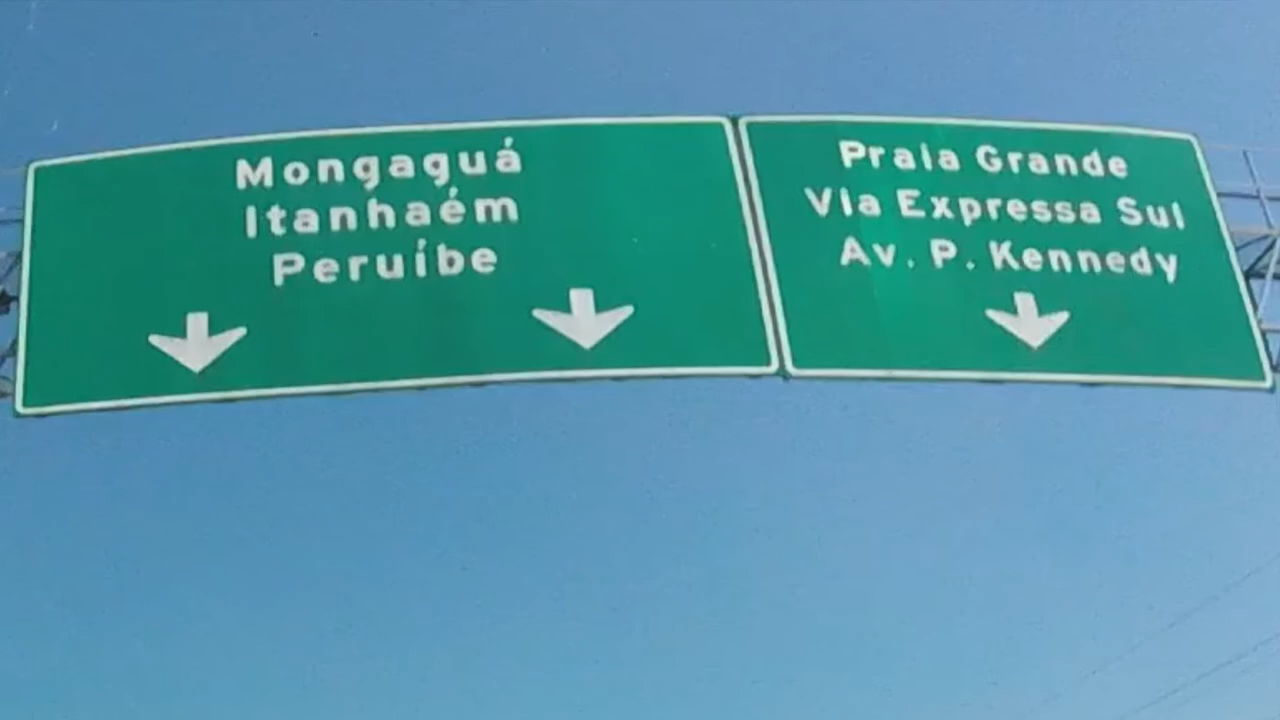 Mongaguá
Itanhaém
Peruíbe
Praia Grande
Via Expressa Sul
Av. P. Kennedy